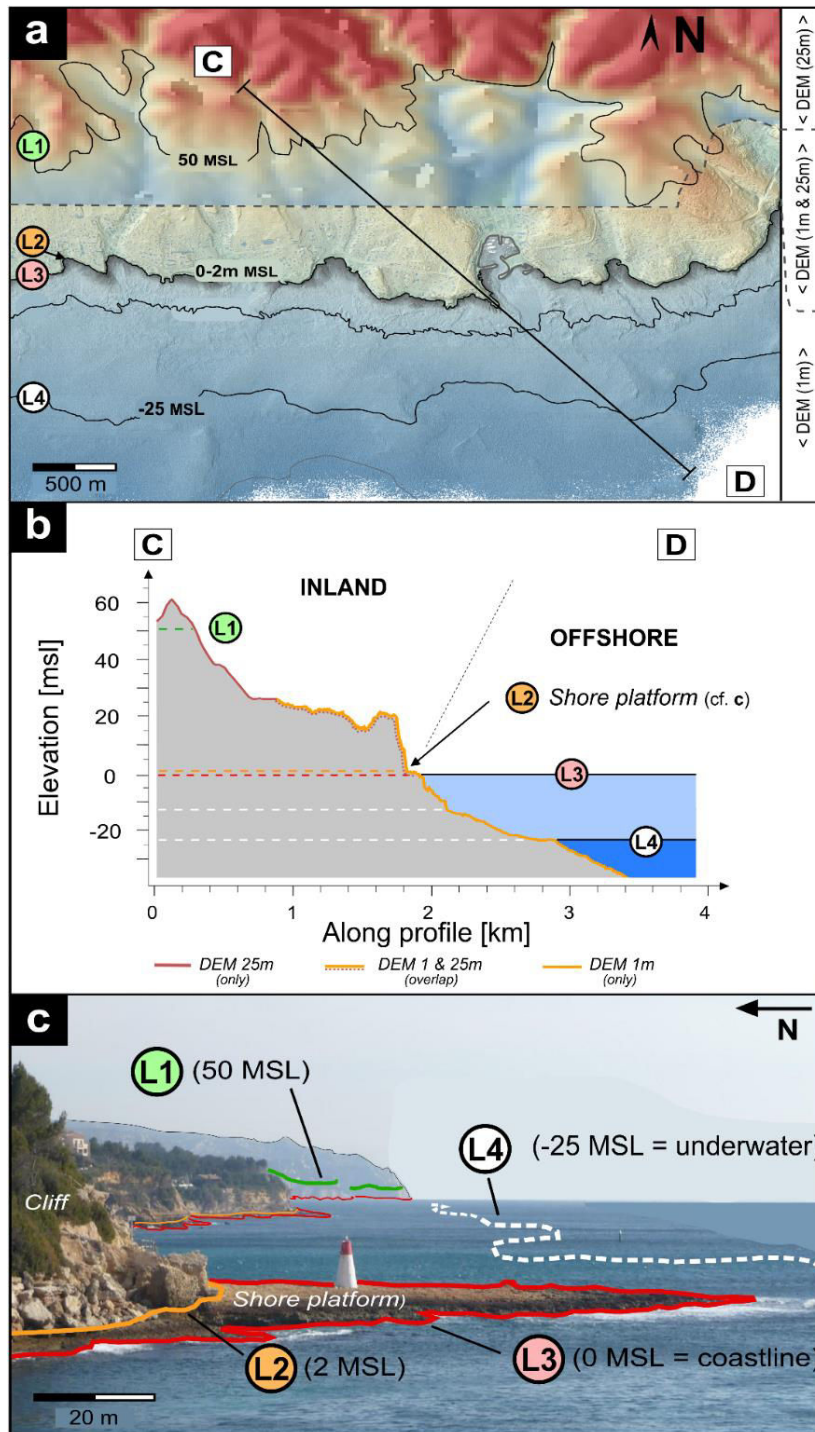 a
C
N
< DEM (25m) >
L1
50 MSL
< DEM (1m & 25m) >
L2
L3
0-2m MSL
L4
-25 MSL
< DEM (1m) >
500 m
D
b
C
D
INLAND
OFFSHORE
60
40
20
0
-20
Elevation [msl]
L1
L2 Shore platform (cf. c)
L3
L4
0 1 2 3 4
Along profile [km]
DEM 25m DEM 1 & 25m DEM 1m
(only) (overlap) (only)
c
N
L1 (50 MSL)
L4 (-25 MSL = underwater)
Cliff
Shore platform)
L2 (2 MSL)
L3 (0 MSL = coastline)
20 m